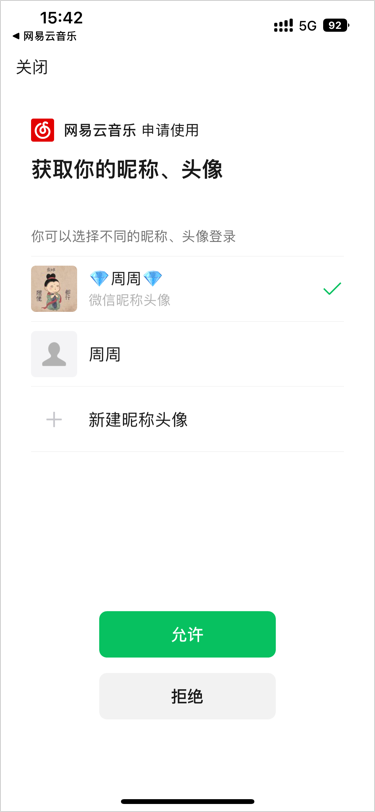 15:42
5G
92
◀ 网易云音乐
关闭
网易云音乐 申请使用
获取你的昵称、头像
你可以选择不同的昵称、头像登录
💎周周💎
微信昵称头像
周周
新建昵称头像
允许
拒绝